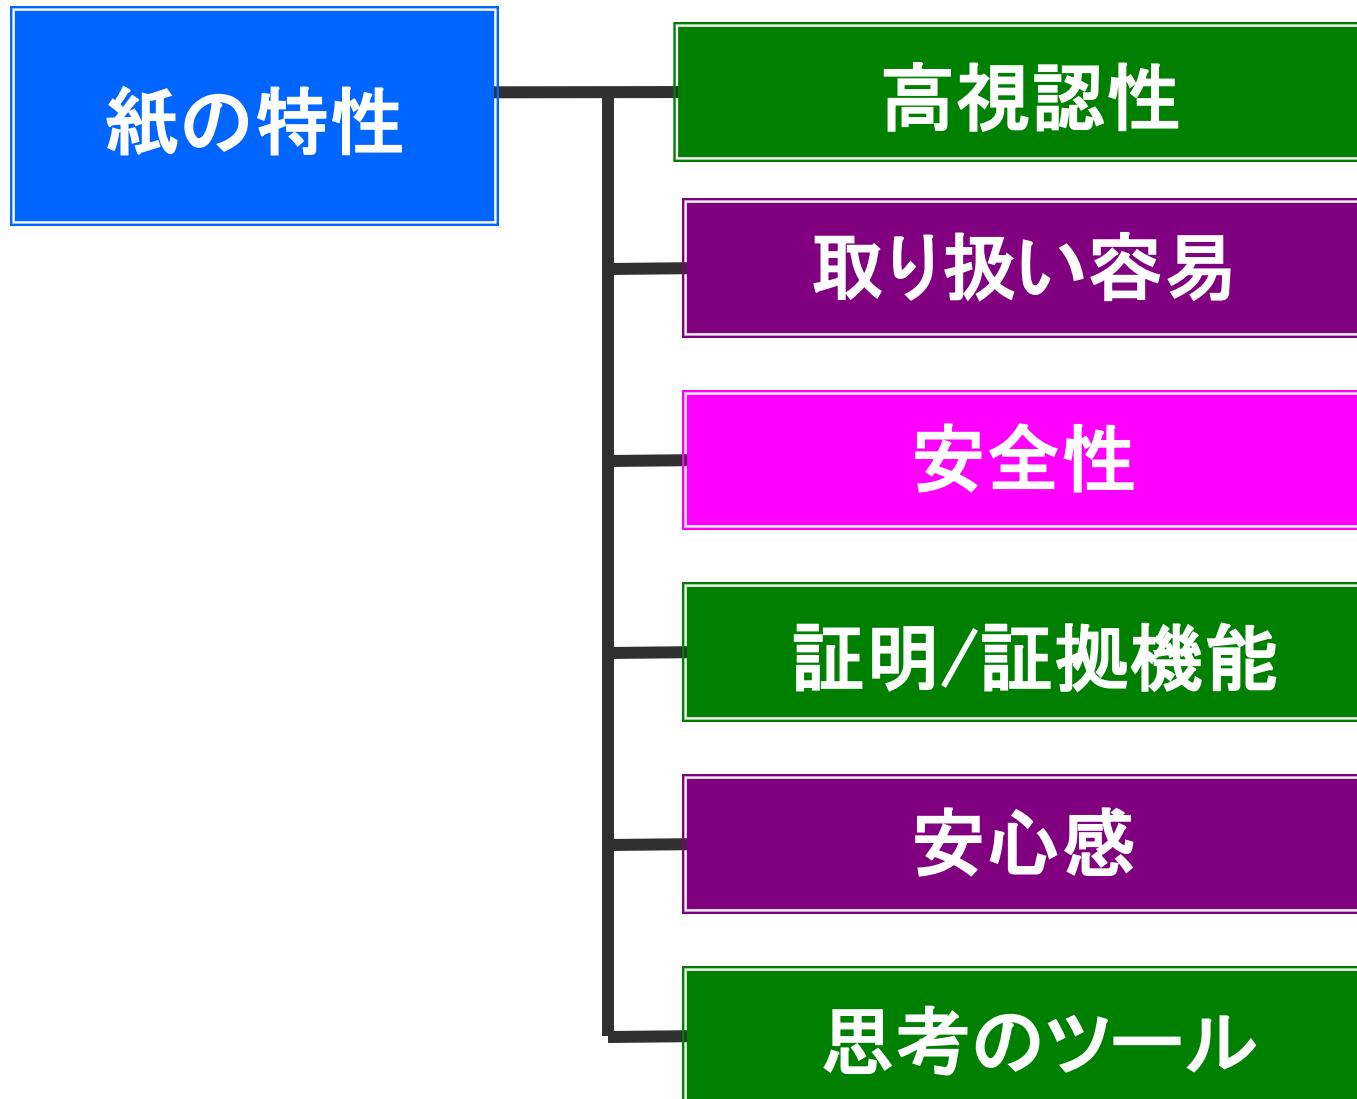 紙の特性
高視認性
取り扱い容易
安全性
証明/証拠機能
安心感
思考のツール